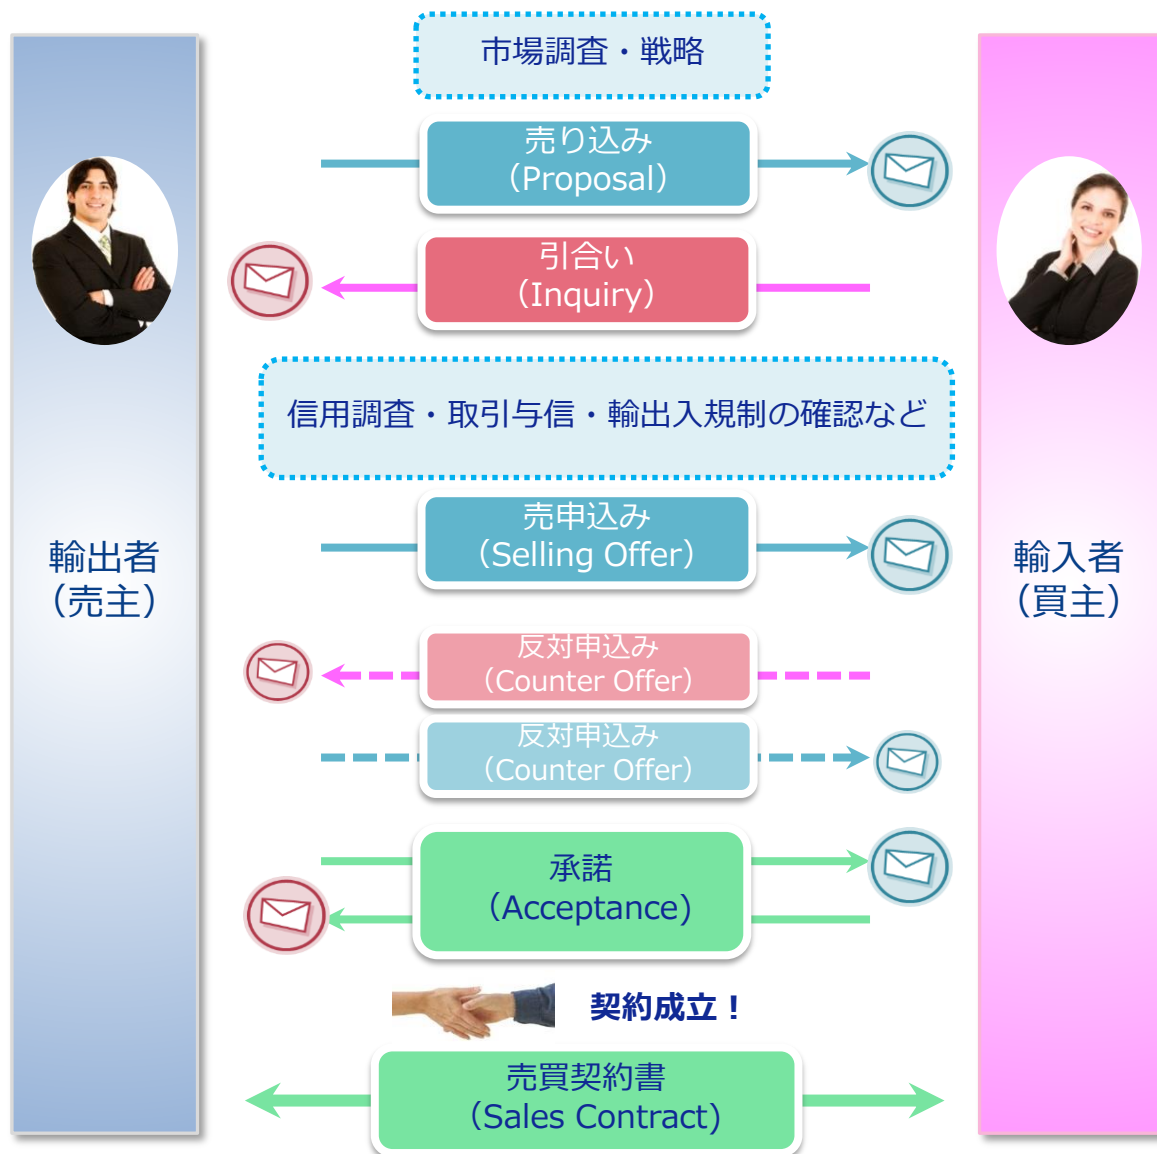 市場調査・戦略
売り込み
（Proposal）
引合い
（Inquiry）
信用調査・取引与信・輸出入規制の確認など
売申込み
（Selling Offer）
輸出者
（売主）
輸入者
（買主）
反対申込み
（Counter Offer）
反対申込み
（Counter Offer）
承諾
（Acceptance)
契約成立！
売買契約書
（Sales Contract)